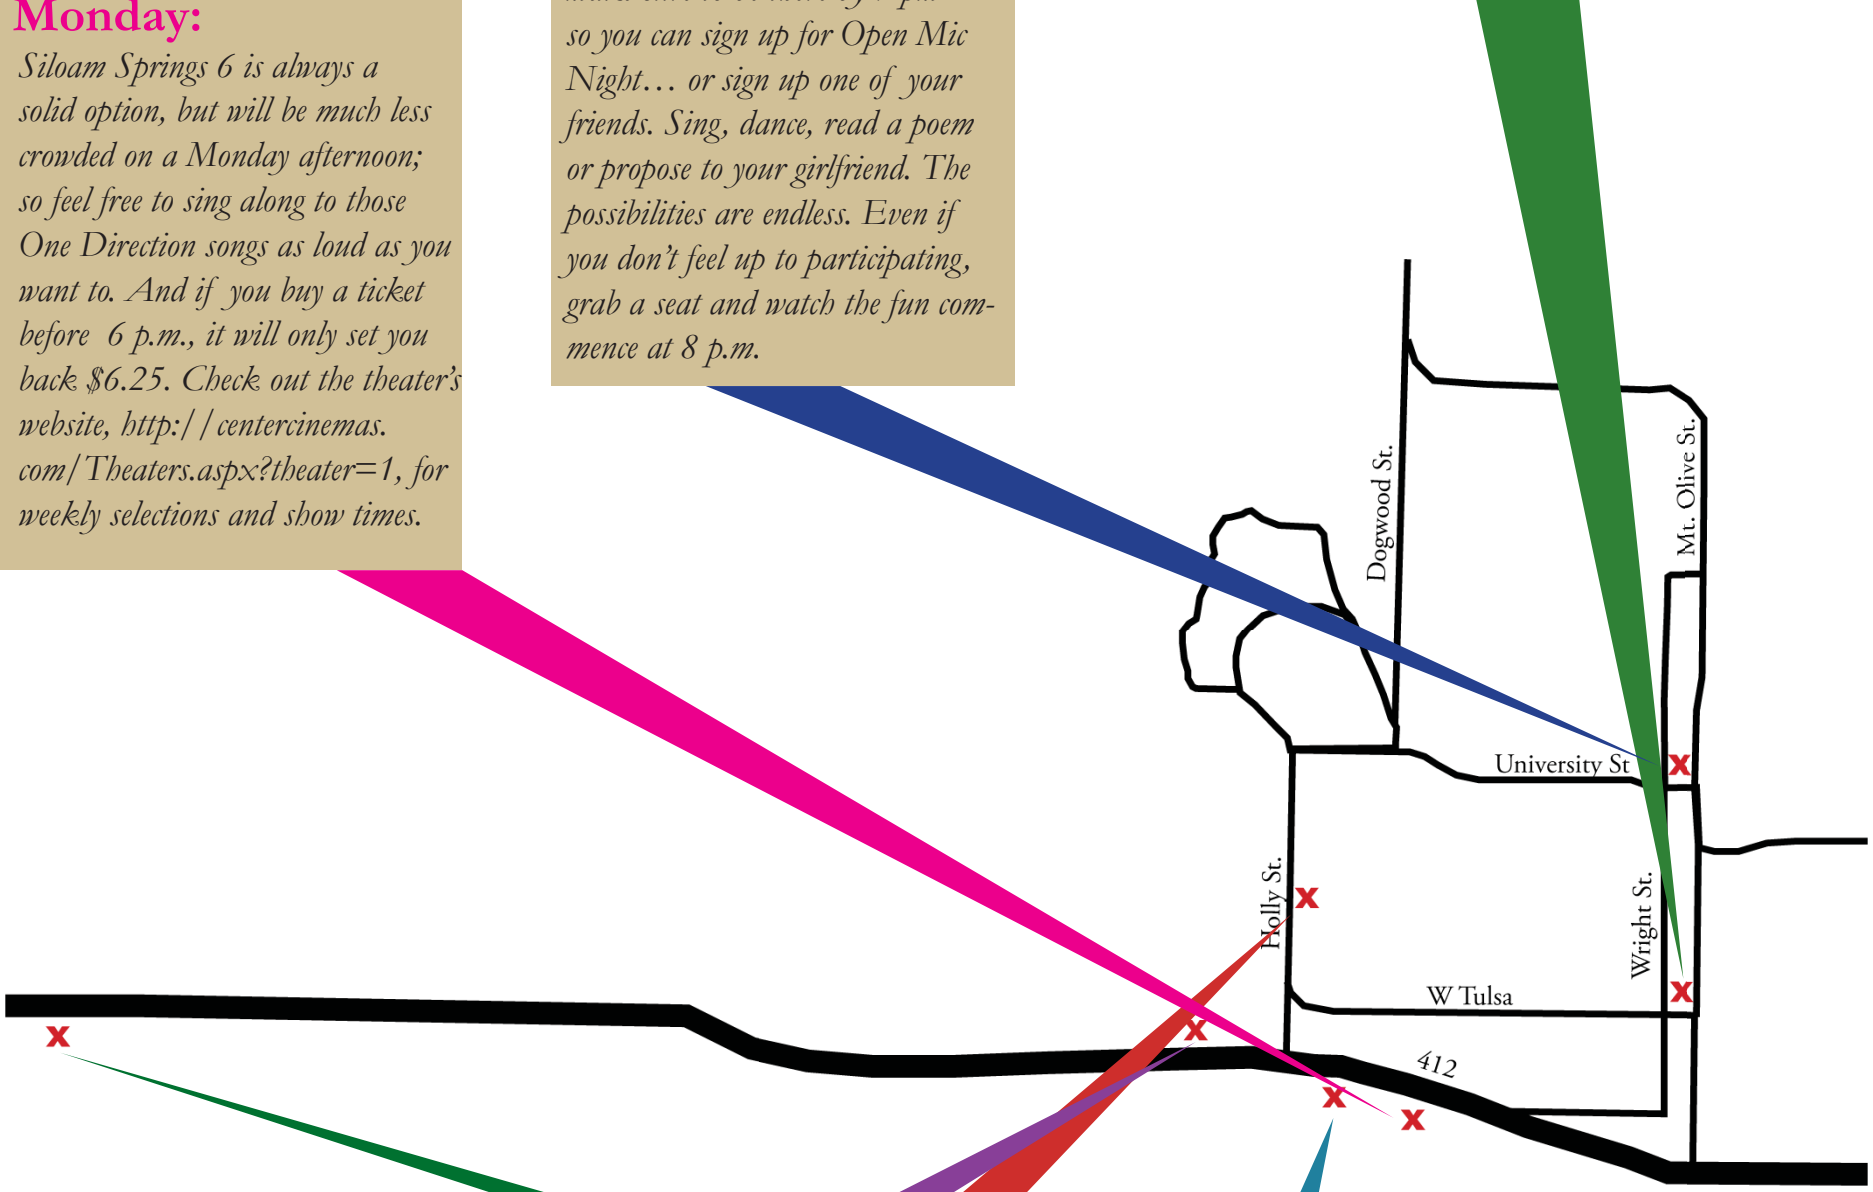 Monday:
Siloam Springs 6 is always a
solid option, but will be much less
crowded on a Monday afternoon;
so feel free to sing along to those
One Direction songs as loud as you
want to. And if you buy a ticket
before 6 p.m., it will only set you
back $6.25. Check out the theater's
website, http://centercinemas.
com/Theaters.aspx?theater=1, for
weekly selections and show times.
so you can sign up for Open Mic
Night… or sign up one of your
friends. Sing, dance, read a poem
or propose to your girlfriend. The
possibilities are endless. Even if
you don't feel up to participating,
grab a seat and watch the fun com-
mence at 8 p.m.
Dogwood St.
Mt. Olive St.
University St
Holly St.
Wright St.
W Tulsa
412
X
X
X
X
X
X
X